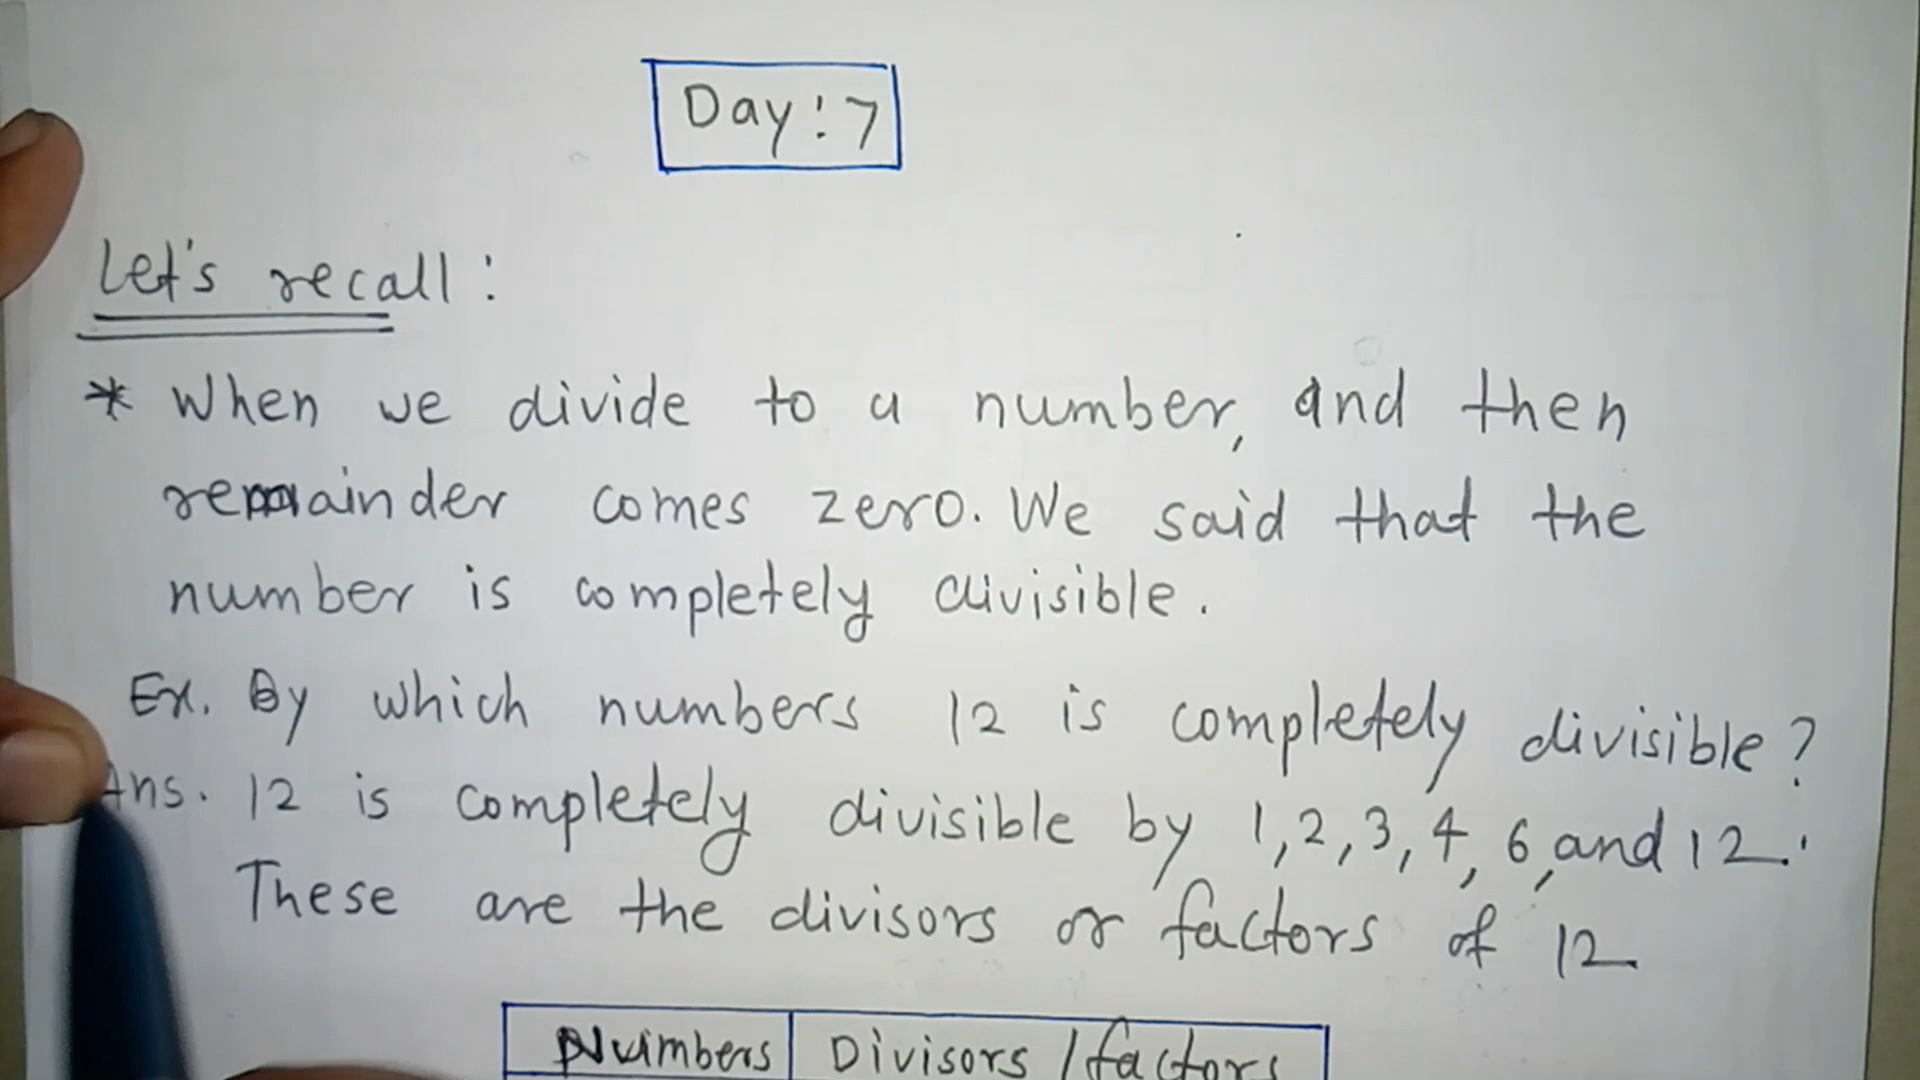 Day: 7
Let's recall:
* When we divide to a number, and then
remainder comes zero. We said that the
number is completely divisible.
Ex. By which numbers 12 is completely divisible?
Ans. 12 is completely divisible by 1, 2, 3, 4, 6, and 12.
These are the divisors or factors of 12
Numbers Divisors / factors